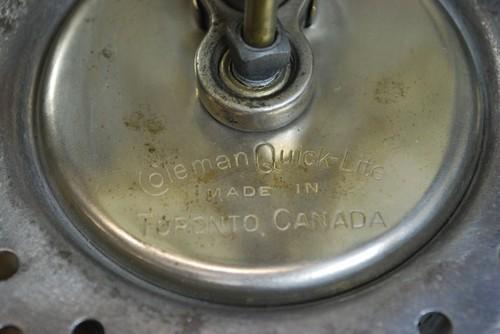 Coleman Quick-Lite
MADE IN
TORONTO, CANADA